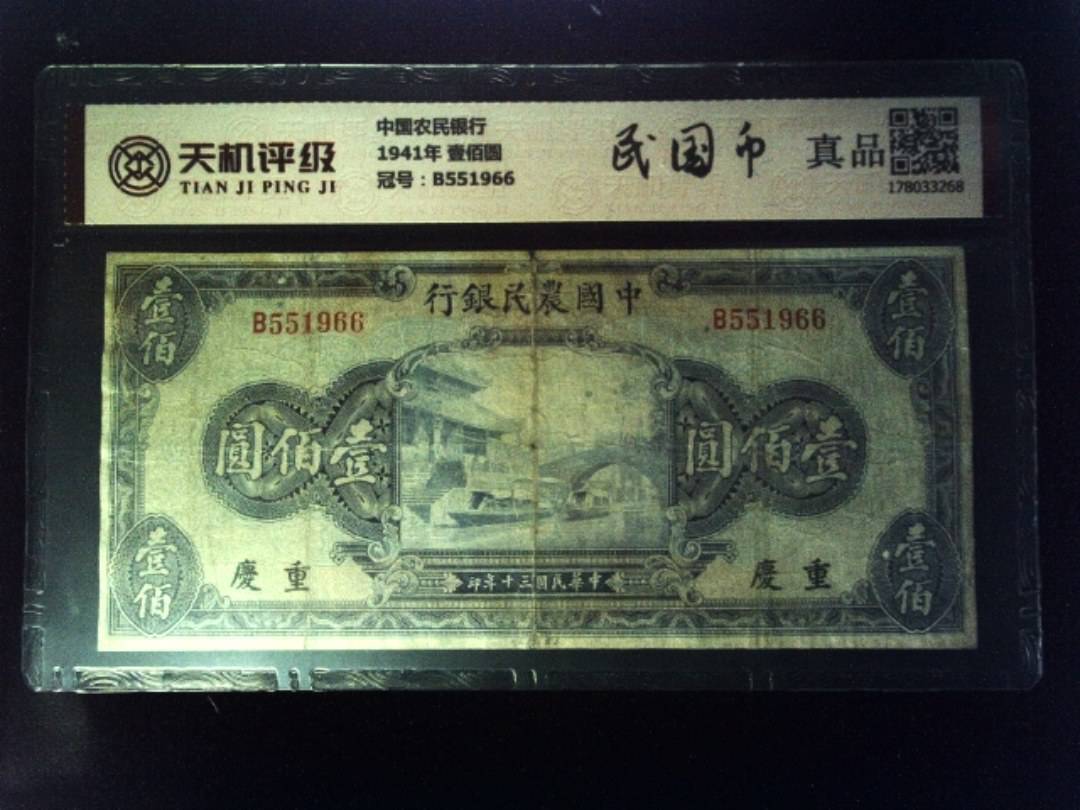 天机评级
TIAN JI PING JI
中国农民银行
1941年 壹佰圆
冠号：B551966
民国币
真品
178033268
行銀民農國中
壹佰
壹佰
B551966
B551966
圓佰壹
圓佰壹
壹佰
壹佰
慶重
慶重
印年十三國民華中